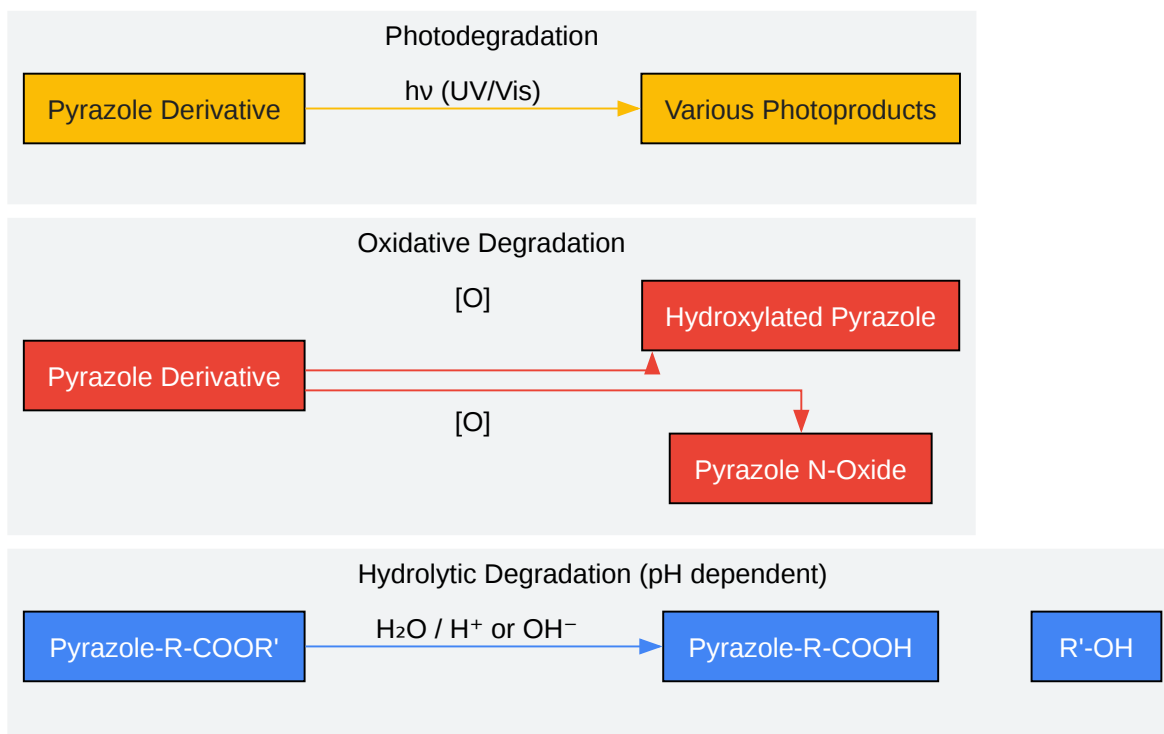 Photodegradation
Pyrazole Derivative
hν (UV/Vis)
Various Photoproducts
Oxidative Degradation
[O]
Hydroxylated Pyrazole
Pyrazole Derivative
[O]
Pyrazole N-Oxide
Hydrolytic Degradation (pH dependent)
Pyrazole-R-COOR'
H₂O / H⁺ or OH⁻
Pyrazole-R-COOH
R'-OH